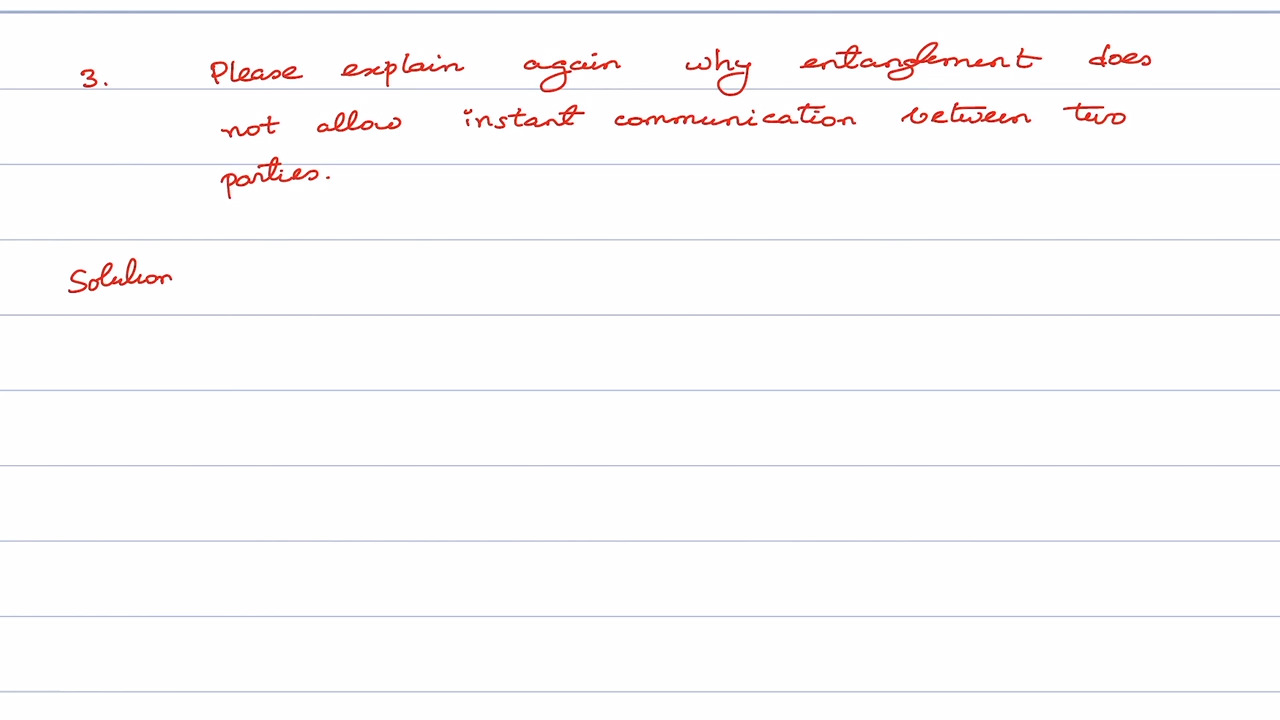 3. Please explain again why entanglement does
not allow instant communication between two
parties.
Solution